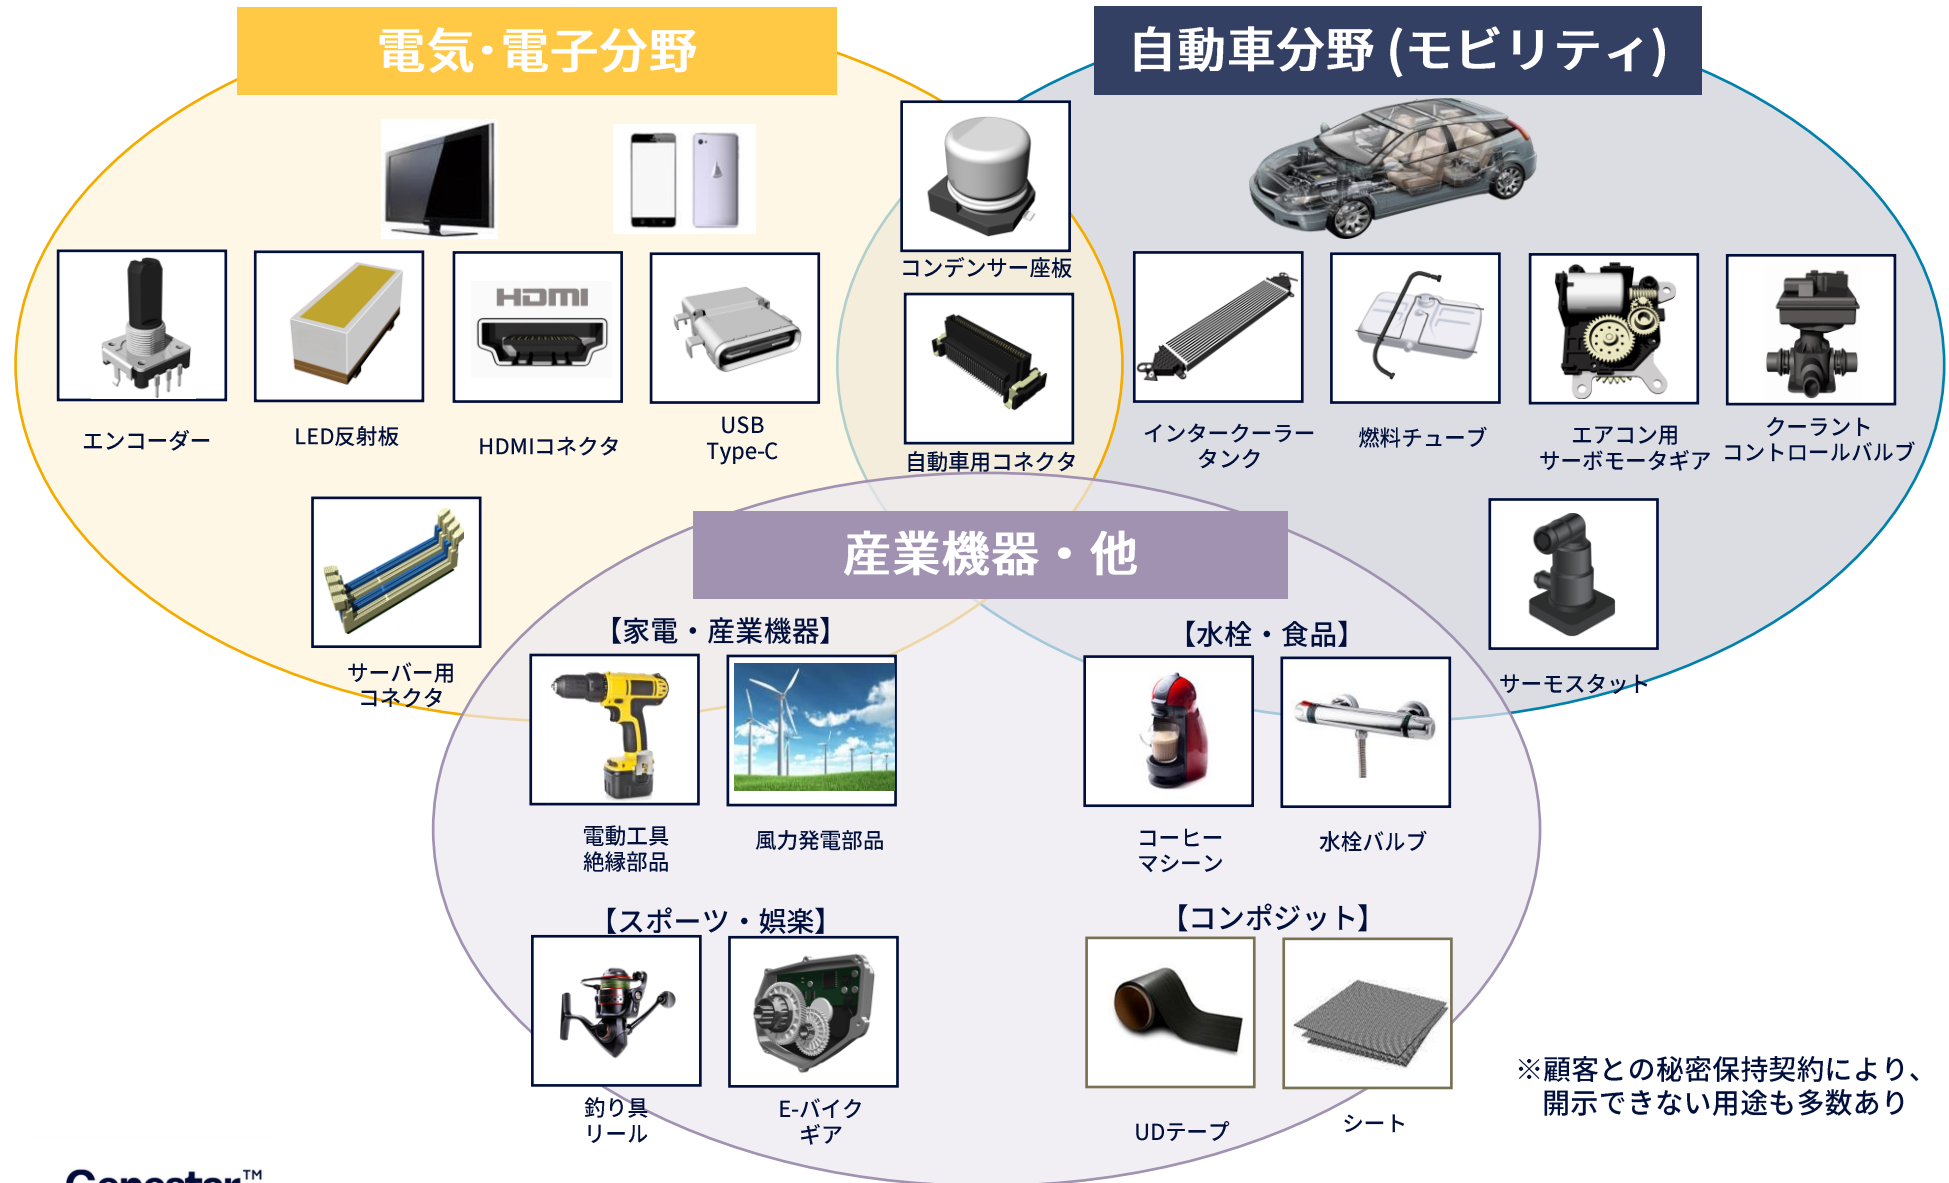 電気・電子分野
自動車分野 (モビリティ)
コンデンサー座板
HDMI
エンコーダー
LED反射板
HDMIコネクタ
USB
Type-C
自動車用コネクタ
インタークーラー
タンク
燃料チューブ
エアコン用
サーボモータギア
クーラント
コントロールバルブ
サーバー用
コネクタ
サーモスタット
産業機器・他
【家電・産業機器】
【水栓・食品】
電動工具
絶縁部品
風力発電部品
コーヒー
マシーン
水栓バルブ
【スポーツ・娯楽】
【コンポジット】
釣り具
リール
E-バイク
ギア
UDテープ
シート
※顧客との秘密保持契約により、
開示できない用途も多数あり
Genestar™